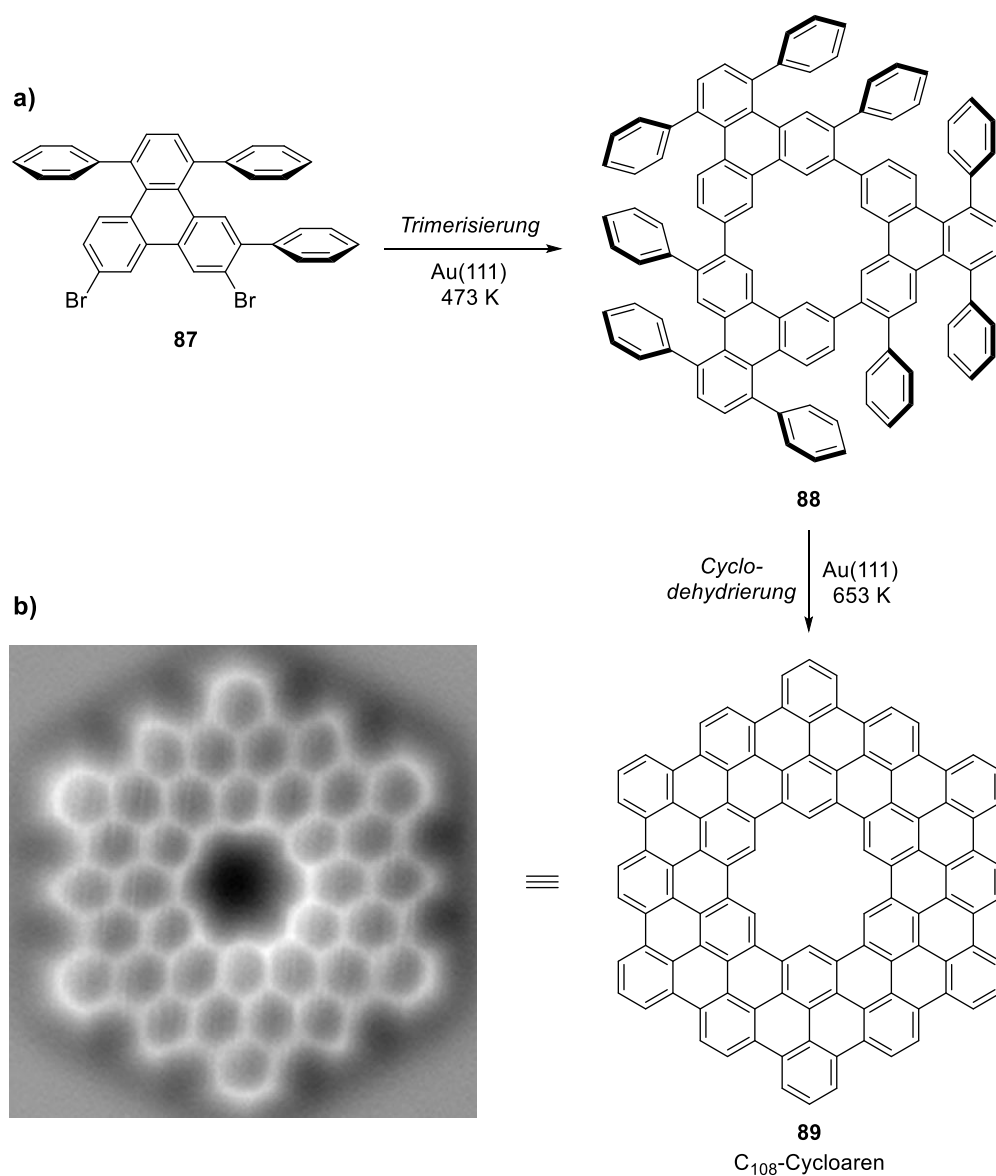 a)
Br
Br
87
Trimerisierung
Au(111)
473 K
88
Cyclo-
dehydrierung
Au(111)
653 K
b)
89
C₁₀₈-Cycloaren